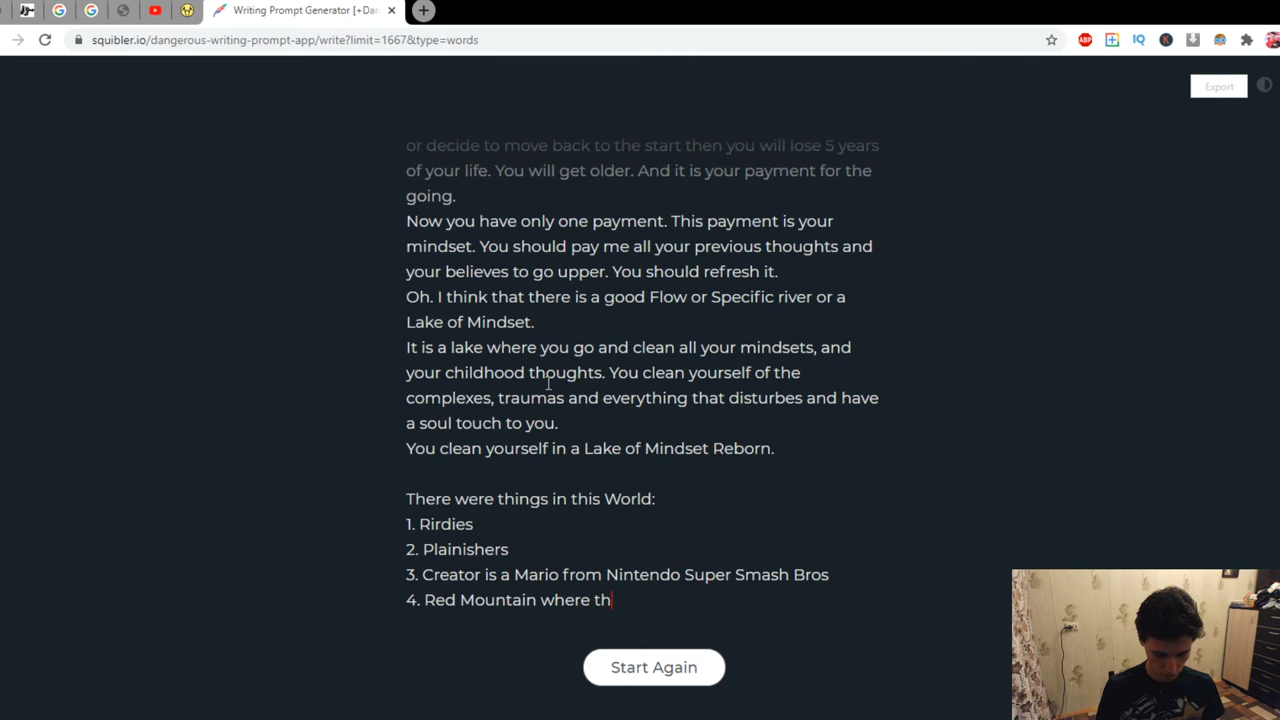 Writing Prompt Generator [+Dan
squibler.io/dangerous-writing-prompt-app/write?limit=1667&type=words
ABP
IQ
K
Export
or decide to move back to the start then you will lose 5 years
of your life. You will get older. And it is your payment for the
going.
Now you have only one payment. This payment is your
mindset. You should pay me all your previous thoughts and
your believes to go upper. You should refresh it.
Oh. I think that there is a good Flow or Specific river or a
Lake of Mindset.
It is a lake where you go and clean all your mindsets, and
your childhood thoughts. You clean yourself of the
complexes, traumas and everything that disturbes and have
a soul touch to you.
You clean yourself in a Lake of Mindset Reborn.
There were things in this World:
1. Rirdies
2. Plainishers
3. Creator is a Mario from Nintendo Super Smash Bros
4. Red Mountain where th
Start Again